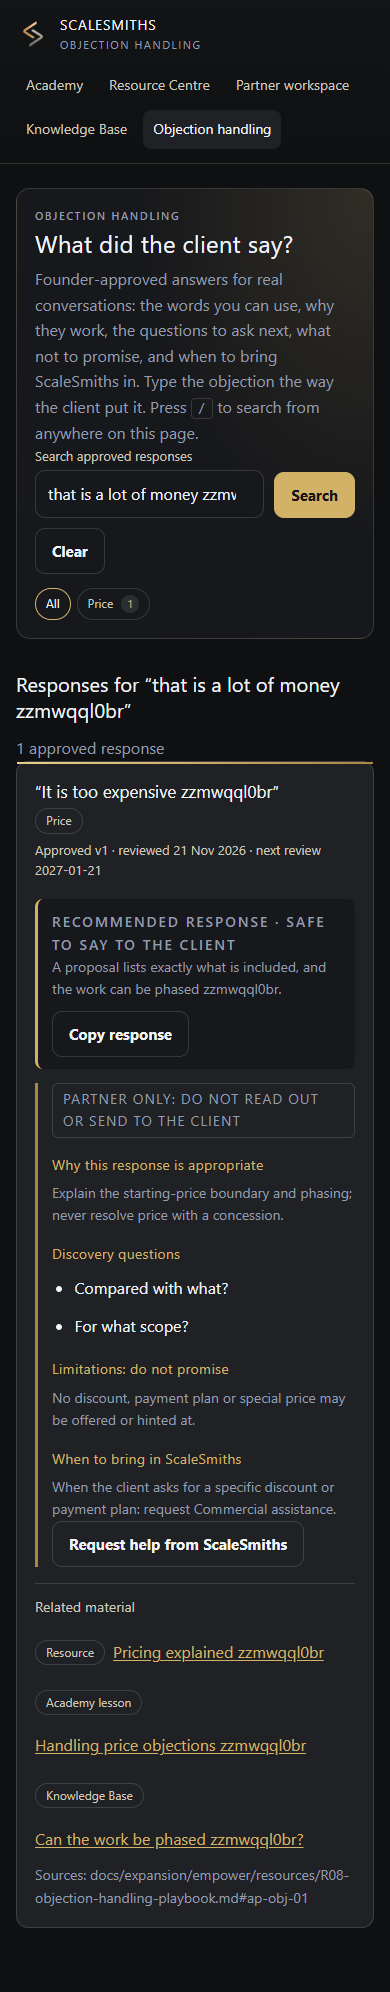 SCALESMITHS
OBJECTION HANDLING
Academy Resource Centre Partner workspace
Knowledge Base Objection handling
OBJECTION HANDLING
What did the client say?
Founder-approved answers for real
conversations: the words you can use, why
they work, the questions to ask next, what
not to promise, and when to bring
ScaleSmiths in. Type the objection the way
the client put it. Press / to search from
anywhere on this page.
Search approved responses
that is a lot of money zzmw Search
Clear
All Price 1
Responses for “that is a lot of money
zzmwqql0br”
1 approved response
“It is too expensive zzmwqql0br”
Price
Approved v1 · reviewed 21 Nov 2026 · next review
2027-01-21
RECOMMENDED RESPONSE · SAFE
TO SAY TO THE CLIENT
A proposal lists exactly what is included, and
the work can be phased zzmwqql0br.
Copy response
PARTNER ONLY: DO NOT READ OUT
OR SEND TO THE CLIENT
Why this response is appropriate
Explain the starting-price boundary and phasing;
never resolve price with a concession.
Discovery questions
• Compared with what?
• For what scope?
Limitations: do not promise
No discount, payment plan or special price may
be offered or hinted at.
When to bring in ScaleSmiths
When the client asks for a specific discount or
payment plan: request Commercial assistance.
Request help from ScaleSmiths
Related material
Resource Pricing explained zzmwqql0br
Academy lesson
Handling price objections zzmwqql0br
Knowledge Base
Can the work be phased zzmwqql0br?
Sources: docs/expansion/empower/resources/R08-
objection-handling-playbook.md#ap-obj-01